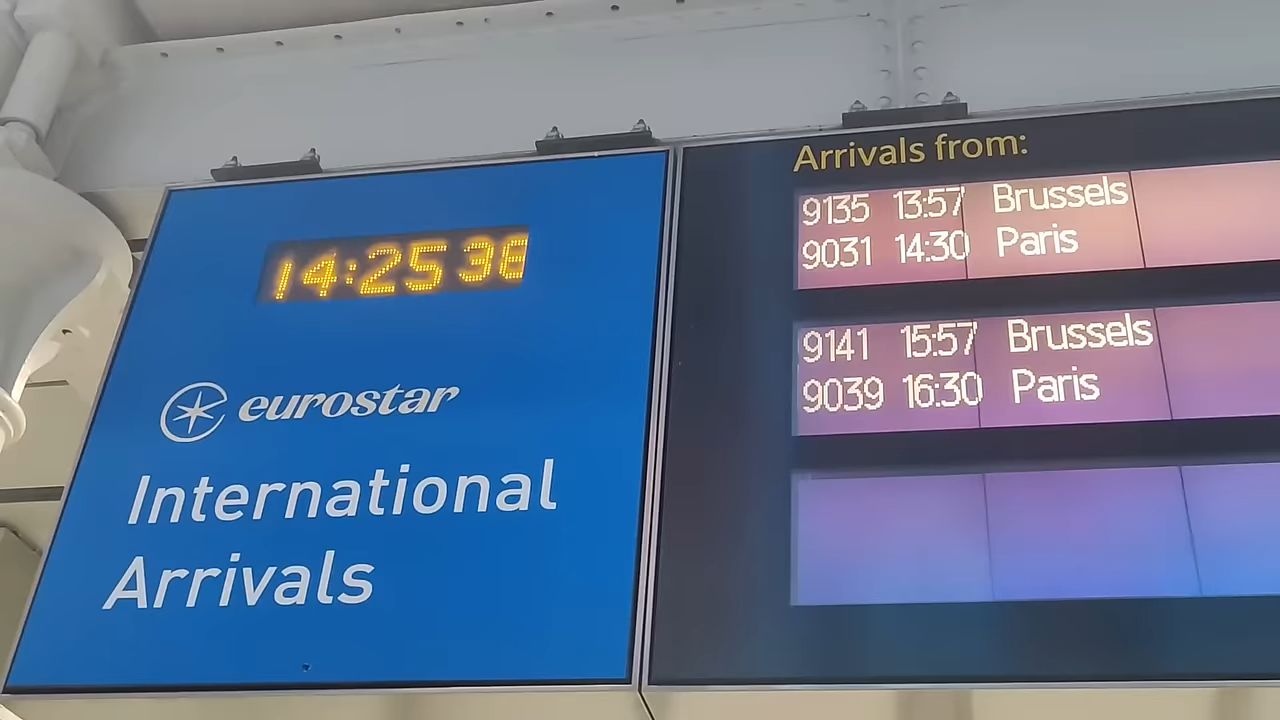 14:25 36
eurostar
International
Arrivals
Arrivals from:
9135 13:57 Brussels
9031 14:30 Paris
9141 15:57 Brussels
9039 16:30 Paris